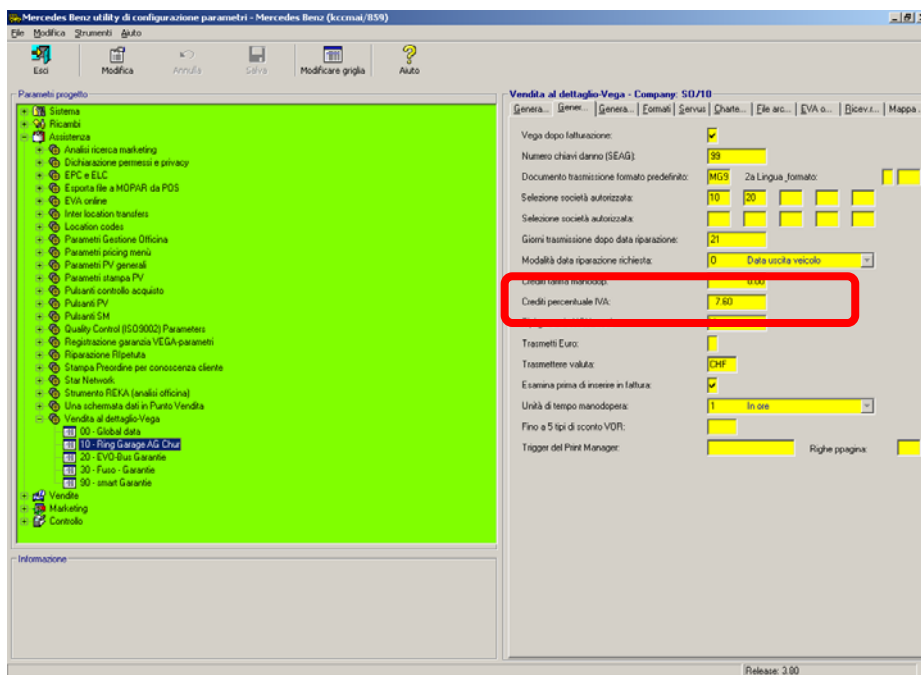 Mercedes Benz utility di configurazione parametri - Mercedes Benz (kccmai/859)
File Modifica Strumenti Aiuto
Esci Modifica Annulla Salva Modificare griglia Aiuto
Parametri progetto
Sistema
Ricambi
Assistenza
Analisi ricerca marketing
Dichiarazione permessi e privacy
EPC e ELC
Esporta file a MOPAR da POS
EVA online
Inter location transfers
Location codes
Parametri Gestione Officina
Parametri pricing menù
Parametri PV generali
Parametri stampa PV
Pulsanti controllo acquisto
Pulsanti PV
Pulsanti SM
Quality Control (ISO9002) Parameters
Registrazione garanzia VEGA-parametri
Riparazione RIpetuta
Stampa Preordine per conoscenza cliente
Star Network
Strumento REKA (analisi officina)
Una schermata dati in Punto Vendita
Vendita al dettaglio-Vega
00 - Global data
10 - Ring Garage AG Chur
20 - EVO-Bus Garantie
30 - Fuso - Garantie
90 - smart Garantie
Vendite
Marketing
Controllo
Informazione
Vendita al dettaglio-Vega - Company: SO/10
Genera... Gener... Genera... Formati Servus Charte... File arc... EVA o... Ricev.r... Mappa
Vega dopo fatturazione:
Numero chiavi danno (SEAG): 99
Documento trasmissione formato predefinito: MG9 2a Lingua_formato:
Selezione società autorizzata: 10 20
Selezione società autorizzata:
Giorni trasmissione dopo data riparazione: 21
Modalità data riparazione richiesta: 0 Data uscita veicolo
Crediti tariffa manodop. 0.00
Crediti percentuale IVA: 7.60
Trasmetti Euro:
Trasmettere valuta: CHF
Esamina prima di inserire in fattura:
Unità di tempo manodopera: 1 In ore
Fino a 5 tipi di sconto VOR:
Trigger del Print Manager: Righe ppagina:
Release: 3.80